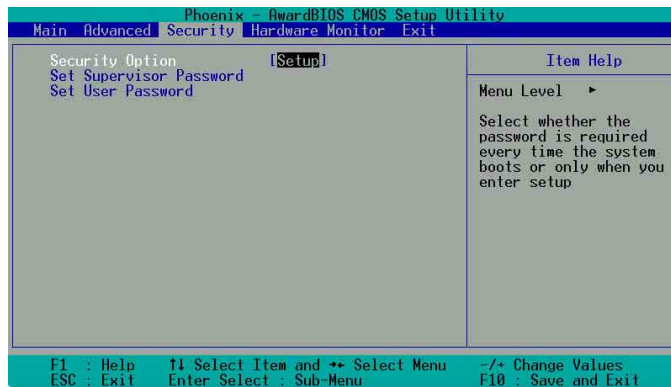 Phoenix - AwardBIOS CMOS Setup Utility
Main Advanced Security Hardware Monitor Exit
Security Option [Setup]
Set Supervisor Password
Set User Password
Item Help
Menu Level ►
Select whether the
password is required
every time the system
boots or only when you
enter setup
F1 : Help ↑↓ Select Item and →← Select Menu -/+ Change Values
ESC : Exit Enter Select : Sub-Menu F10 : Save and Exit